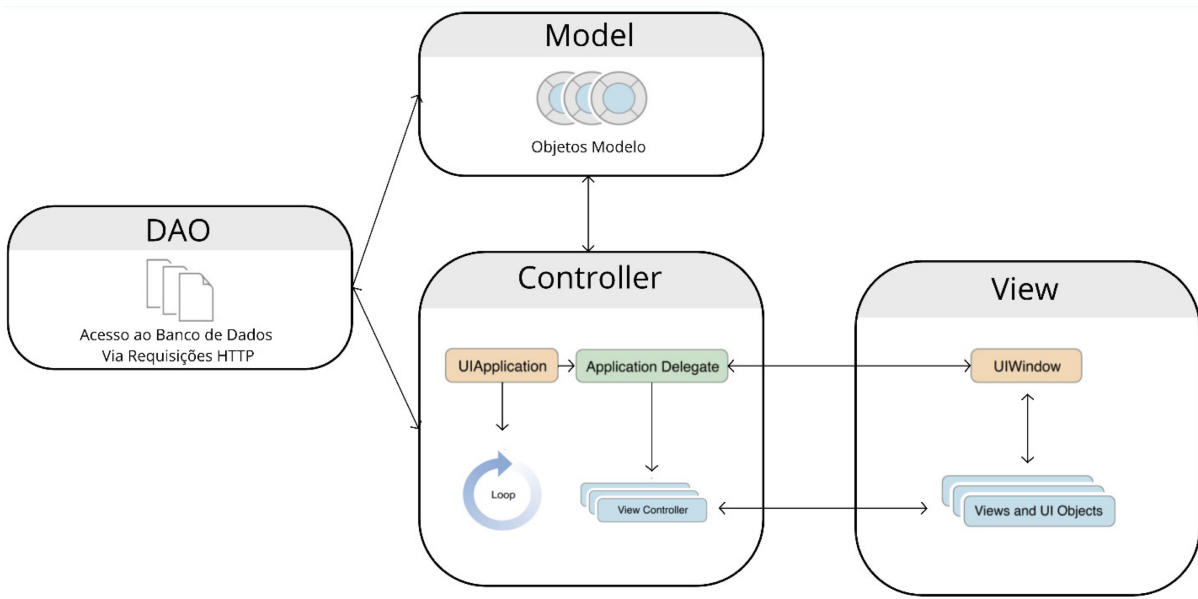 Model
Objetos Modelo
DAO
Acesso ao Banco de Dados
Via Requisições HTTP
Controller
UIApplication
Application Delegate
Loop
View Controller
View
UIWindow
Views and UI Objects